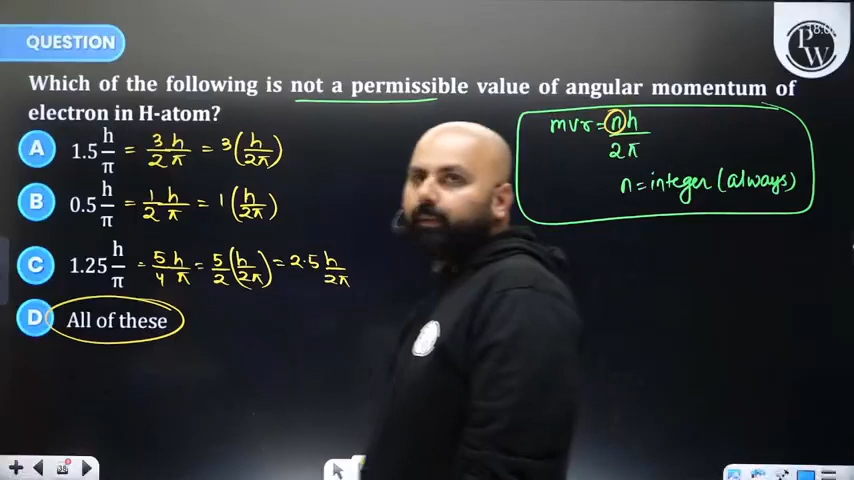 QUESTION
Which of the following is not a permissible value of angular momentum of
electron in H-atom?
A 1.5 h/π = 3h/2π = 3(h/2π)
B 0.5 h/π = 1h/2π = 1(h/2π)
C 1.25 h/π = 5h/4π = 5/2(h/2π) = 2.5 h/2π
D All of these
mvr = nh/2π
n = integer (always)
PW